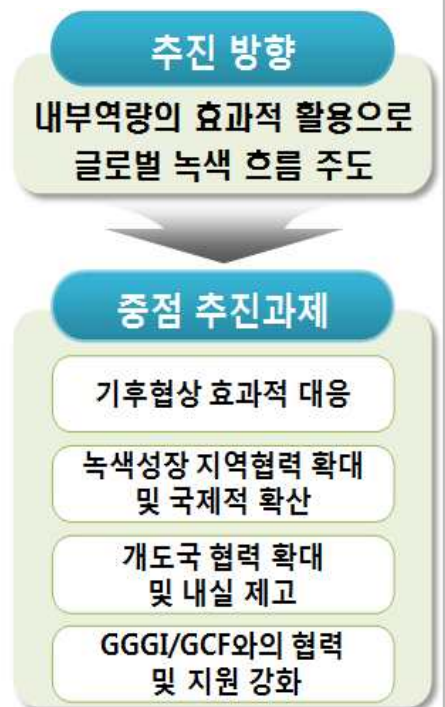 추진 방향
내부역량의 효과적 활용으로
글로벌 녹색 흐름 주도
중점 추진과제
기후협상 효과적 대응
녹색성장 지역협력 확대
및 국제적 확산
개도국 협력 확대
및 내실 제고
GGGI/GCF와의 협력
및 지원 강화